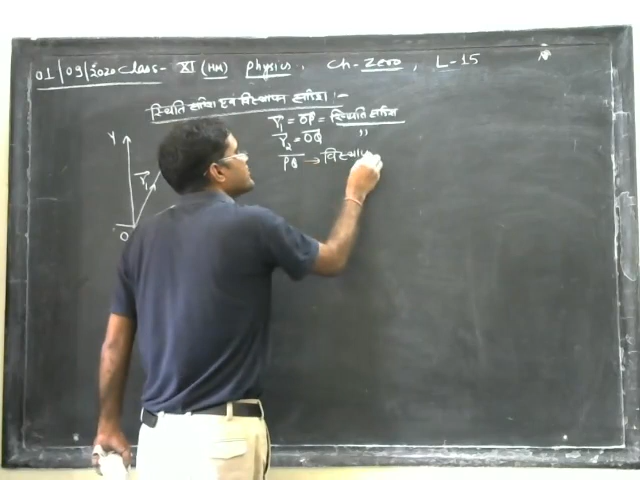 01/09/2020 Class- XI (HM) Physics, Ch- Zero, L-15
स्थिति सदिश एवं विस्थापन सदिश :-
Y
r₁ = OP = स्थिति सदिश
r₂ = OQ  "
PQ → विस्थाप
r₁
O